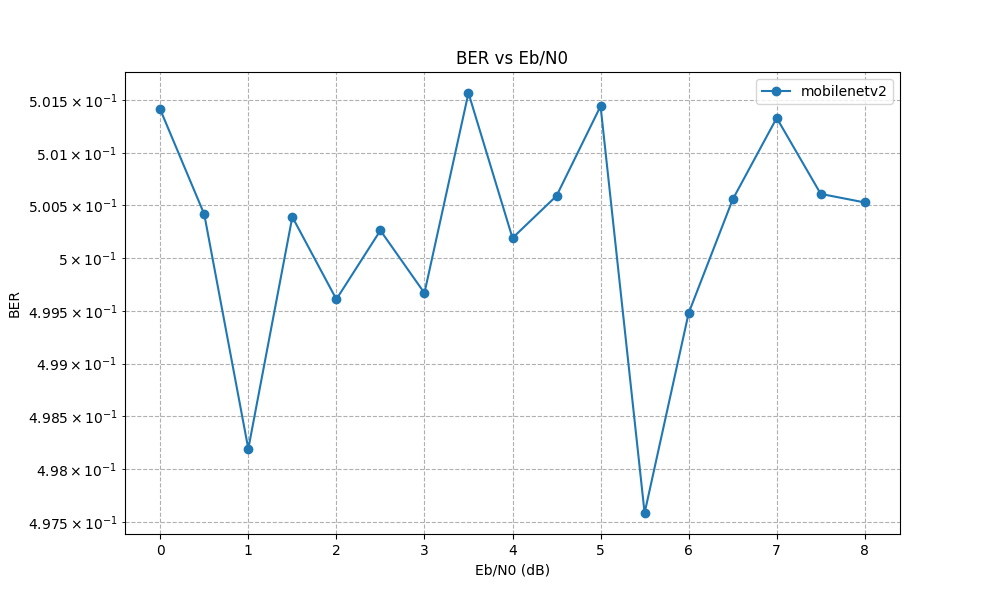 BER vs Eb/N0
mobilenetv2
5.015 × 10⁻¹
5.01 × 10⁻¹
5.005 × 10⁻¹
5 × 10⁻¹
4.995 × 10⁻¹
4.99 × 10⁻¹
4.985 × 10⁻¹
4.98 × 10⁻¹
4.975 × 10⁻¹
BER
0 1 2 3 4 5 6 7 8
Eb/N0 (dB)